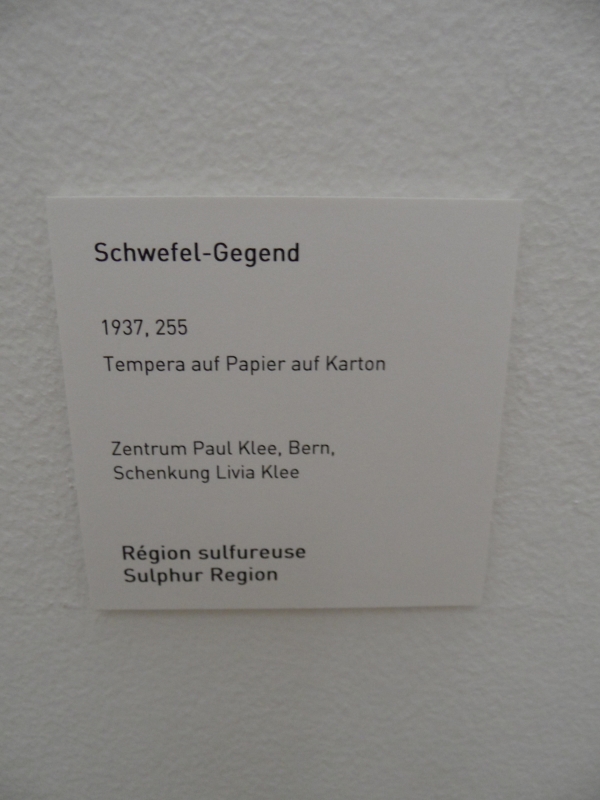 Schwefel-Gegend
1937, 255
Tempera auf Papier auf Karton
Zentrum Paul Klee, Bern,
Schenkung Livia Klee
Région sulfureuse
Sulphur Region